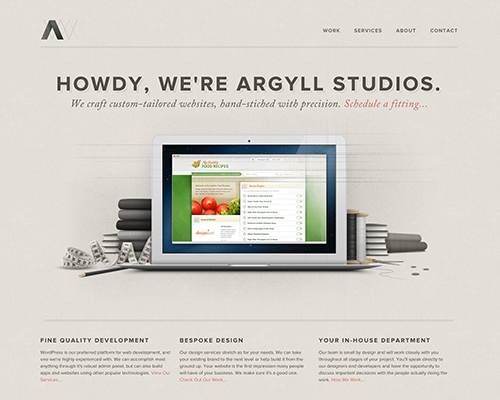 WORK SERVICES ABOUT CONTACT
HOWDY, WE'RE ARGYLL STUDIOS.
We craft custom-tailored websites, hand-stiched with precision. Schedule a fitting...
FOOD RECIPES
FINE QUALITY DEVELOPMENT
WordPress is our preferred platform for web development, and
one we're highly experienced with. We can accomplish most
anything through it's robust admin panel, but can also build
apps and websites using other popular technologies. View Our
Services...
BESPOKE DESIGN
Our design services stretch as far your needs. We can take
your existing brand to the next level or help build it from the
ground up. Your website is the first impression many people
will have of your business. We make sure it's a good one.
Check Out Our Work...
YOUR IN-HOUSE DEPARTMENT
Our team is small by design and will work closely with you
throughout all stages of your project. You'll speak directly to
our designers and developers and have the opportunity to
discuss important decisions with the people actually doing the
work. How We Work...